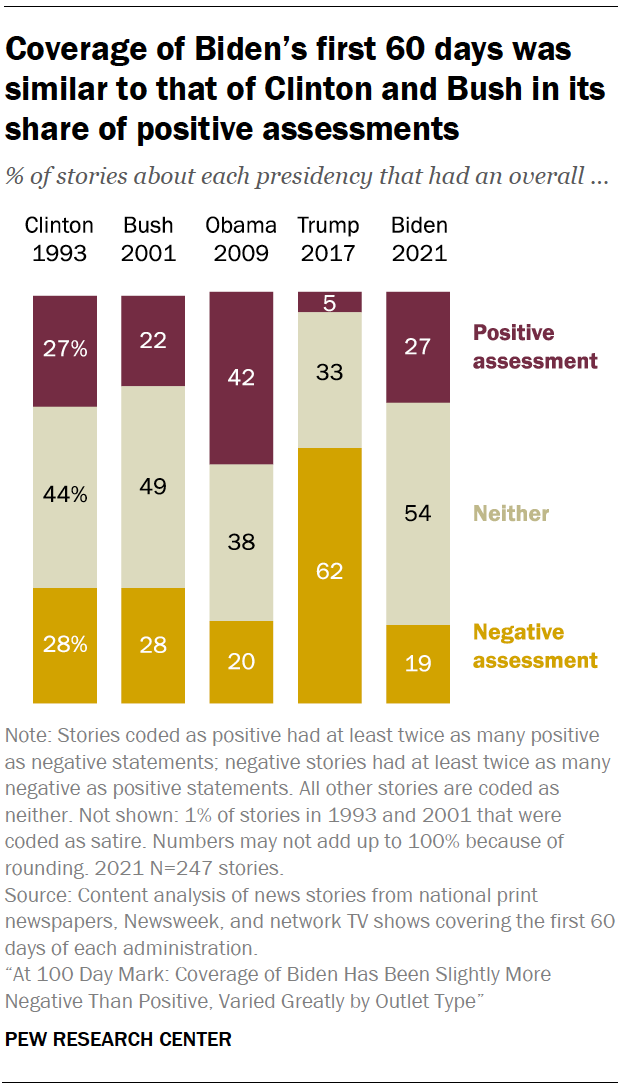 Coverage of Biden’s first 60 days was
similar to that of Clinton and Bush in its
share of positive assessments
% of stories about each presidency that had an overall ...
Clinton Bush Obama Trump Biden
1993 2001 2009 2017 2021
27% 22 42 5 27 Positive
assessment
44% 49 38 33 54 Neither
28% 28 20 62 19 Negative
assessment
Note: Stories coded as positive had at least twice as many positive
as negative statements; negative stories had at least twice as many
negative as positive statements. All other stories are coded as
neither. Not shown: 1% of stories in 1993 and 2001 that were
coded as satire. Numbers may not add up to 100% because of
rounding. 2021 N=247 stories.
Source: Content analysis of news stories from national print
newspapers, Newsweek, and network TV shows covering the first 60
days of each administration.
“At 100 Day Mark: Coverage of Biden Has Been Slightly More
Negative Than Positive, Varied Greatly by Outlet Type”
PEW RESEARCH CENTER